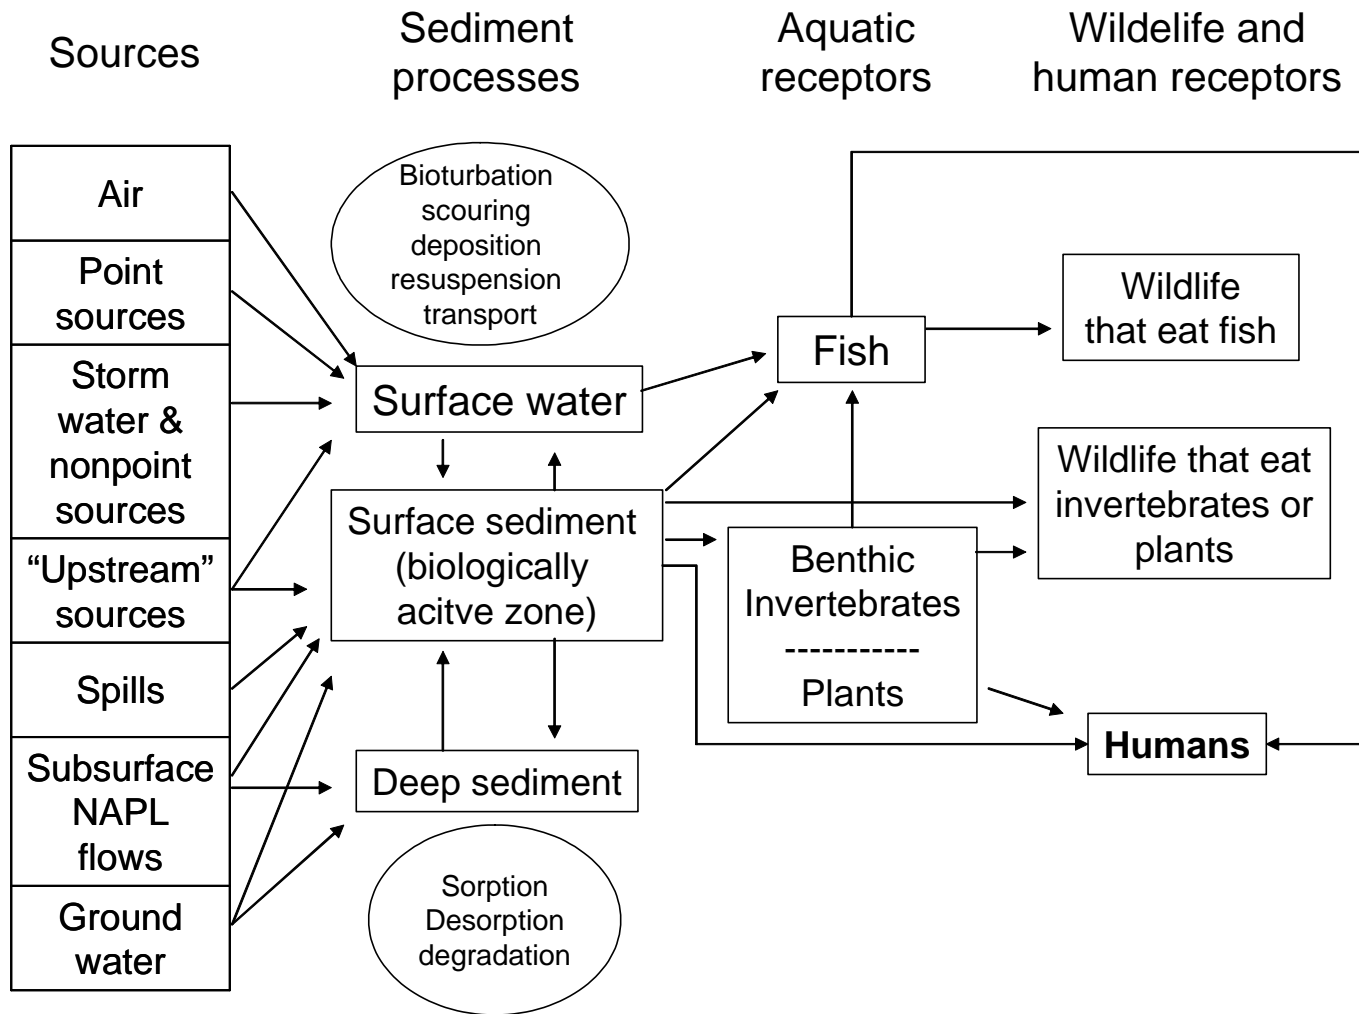 Sources
Sediment
processes
Aquatic
receptors
Wildelife and
human receptors
Air
Point
sources
Storm
water &
nonpoint
sources
“Upstream”
sources
Spills
Subsurface
NAPL
flows
Ground
water
Bioturbation
scouring
deposition
resuspension
transport
Surface water
Surface sediment
(biologically
acitve zone)
Deep sediment
Sorption
Desorption
degradation
Fish
Benthic
Invertebrates
-----------
Plants
Wildlife
that eat fish
Wildlife that eat
invertebrates or
plants
Humans